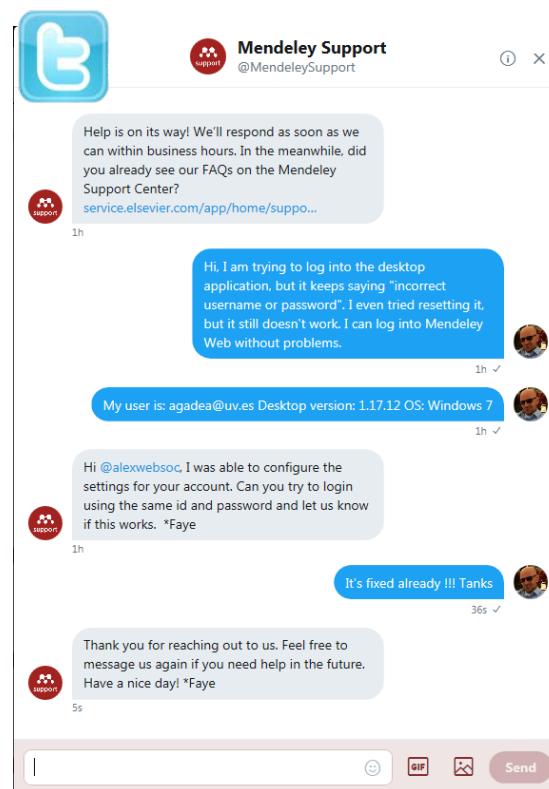 Mendeley Support
@MendeleySupport
Help is on its way! We'll respond as soon as we
can within business hours. In the meanwhile, did
you already see our FAQs on the Mendeley
Support Center?
service.elsevier.com/app/home/suppo...
support
1h
Hi, I am trying to log into the desktop
application, but it keeps saying "incorrect
username or password". I even tried resetting it,
but it still doesn't work. I can log into Mendeley
Web without problems.
1h
My user is: agadea@uv.es Desktop version: 1.17.12 OS: Windows 7
1h
Hi @alexwebsoc, I was able to configure the
settings for your account. Can you try to login
using the same id and password and let us know
if this works.  *Faye
support
1h
It's fixed already !!! Tanks
36s
Thank you for reaching out to us. Feel free to
message us again if you need help in the future.
Have a nice day! *Faye
support
5s
GIF
Send